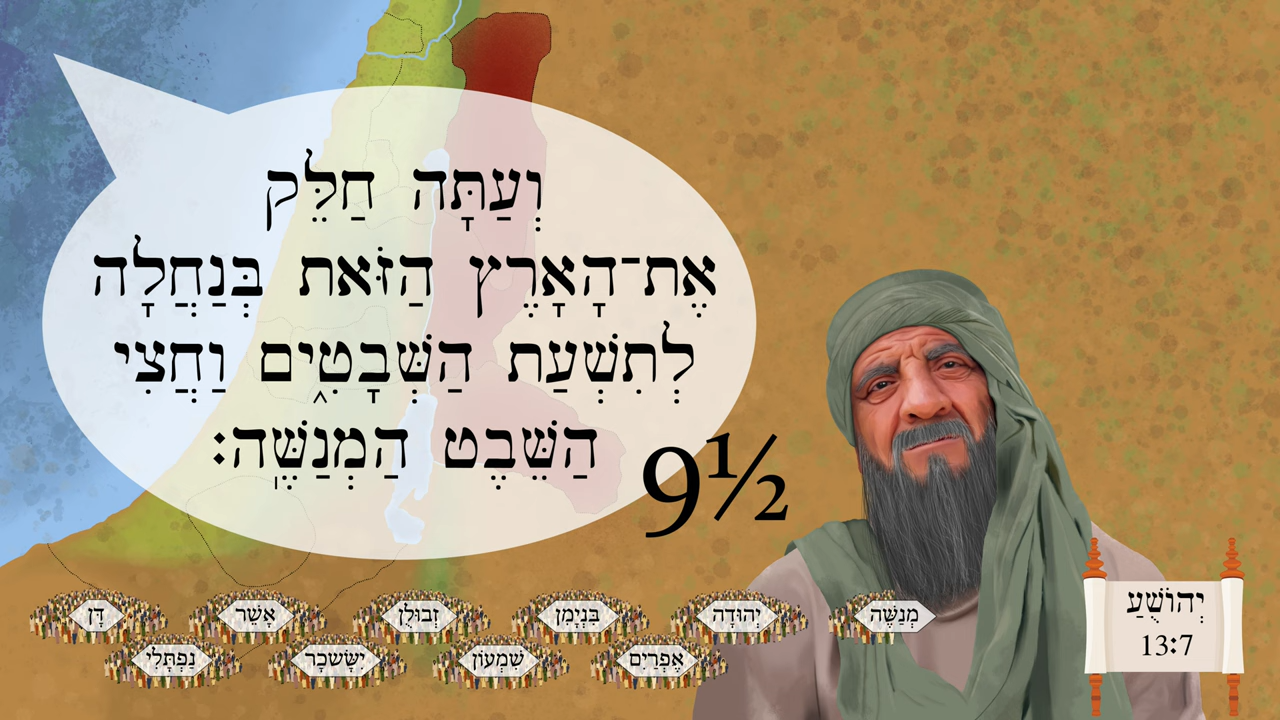 וְעַתָּה חַלֵּק
אֶת־הָאָרֶץ הַזֹּאת בְּנַחֲלָה
לְתִשְׁעַת הַשְּׁבָטִ֑ים וַחֲצִי
הַשֵּׁבֶט הַמְנַשֶּֽׁה׃
9½
מְנַשֶּׁה
יְהוּדָה
בִּנְיָמִן
זְבוּלֻן
אָשֵׁר
דָּן
אֶפְרַיִם
שִׁמְעוֹן
יִשָּׂשכָר
נַפְתָּלִי
יְהוֹשֻׁעַ
13:7